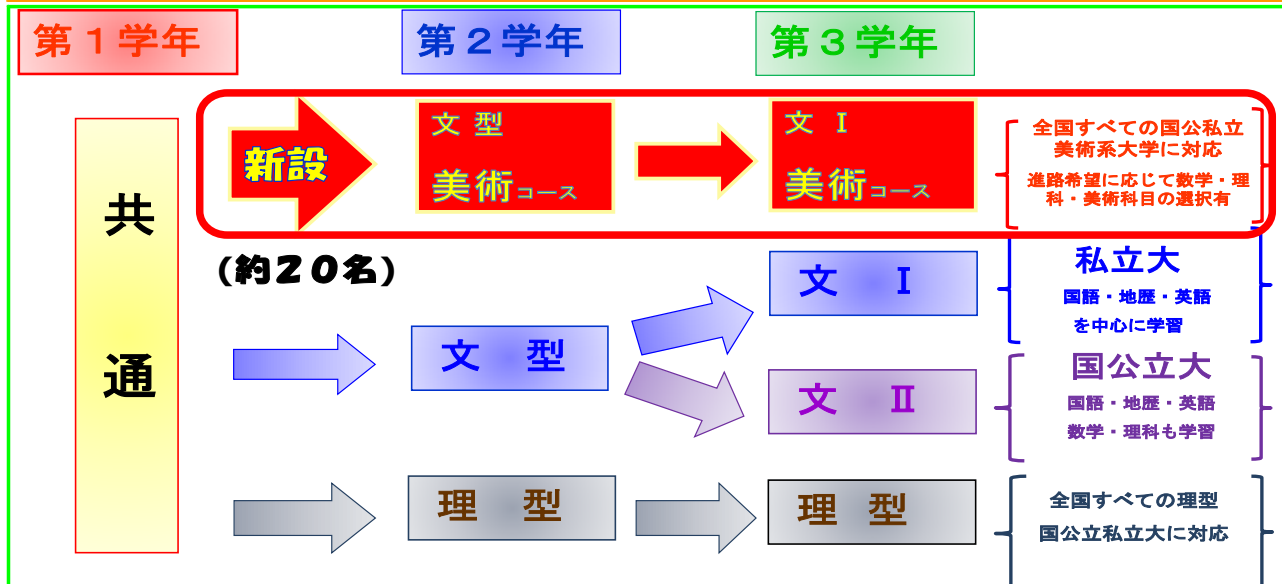 第1学年
第2学年
第3学年
共
通
新設
文型
美術コース
文Ⅰ
美術コース
全国すべての国公私立
美術系大学に対応
進路希望に応じて数学・理
科・美術科目の選択有
(約20名)
文型
文Ⅰ
私立大
国語・地歴・英語
を中心に学習
文Ⅱ
国公立大
国語・地歴・英語
数学・理科も学習
理型
理型
全国すべての理型
国公立私立大に対応